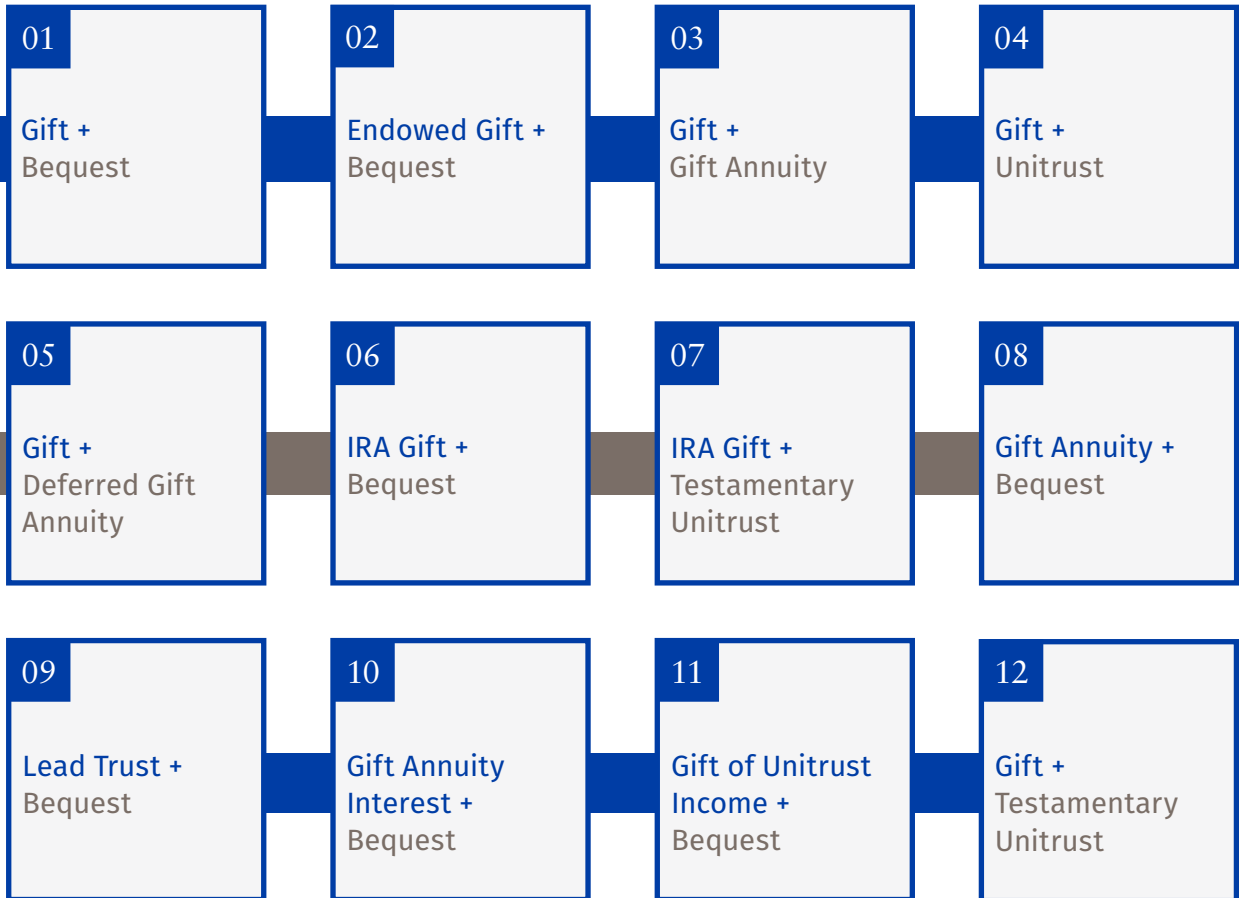 01
Gift +
Bequest
02
Endowed Gift +
Bequest
03
Gift +
Gift Annuity
04
Gift +
Unitrust
05
Gift +
Deferred Gift
Annuity
06
IRA Gift +
Bequest
07
IRA Gift +
Testamentary
Unitrust
08
Gift Annuity +
Bequest
09
Lead Trust +
Bequest
10
Gift Annuity
Interest +
Bequest
11
Gift of Unitrust
Income +
Bequest
12
Gift +
Testamentary
Unitrust